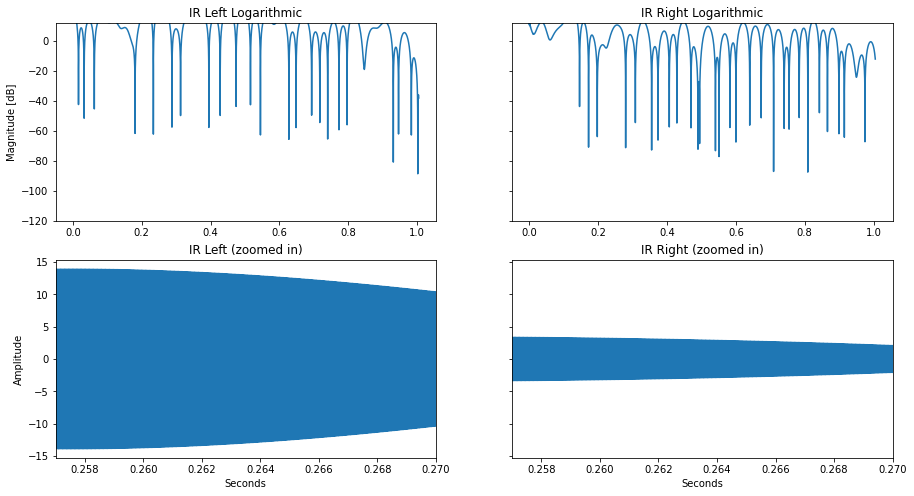 IR Left Logarithmic
IR Right Logarithmic
Magnitude [dB]
0
−20
−40
−60
−80
−100
−120
0.0 0.2 0.4 0.6 0.8 1.0
0.0 0.2 0.4 0.6 0.8 1.0
IR Left (zoomed in)
IR Right (zoomed in)
Amplitude
15
10
5
0
−5
−10
−15
0.258 0.260 0.262 0.264 0.266 0.268 0.270
0.258 0.260 0.262 0.264 0.266 0.268 0.270
Seconds
Seconds